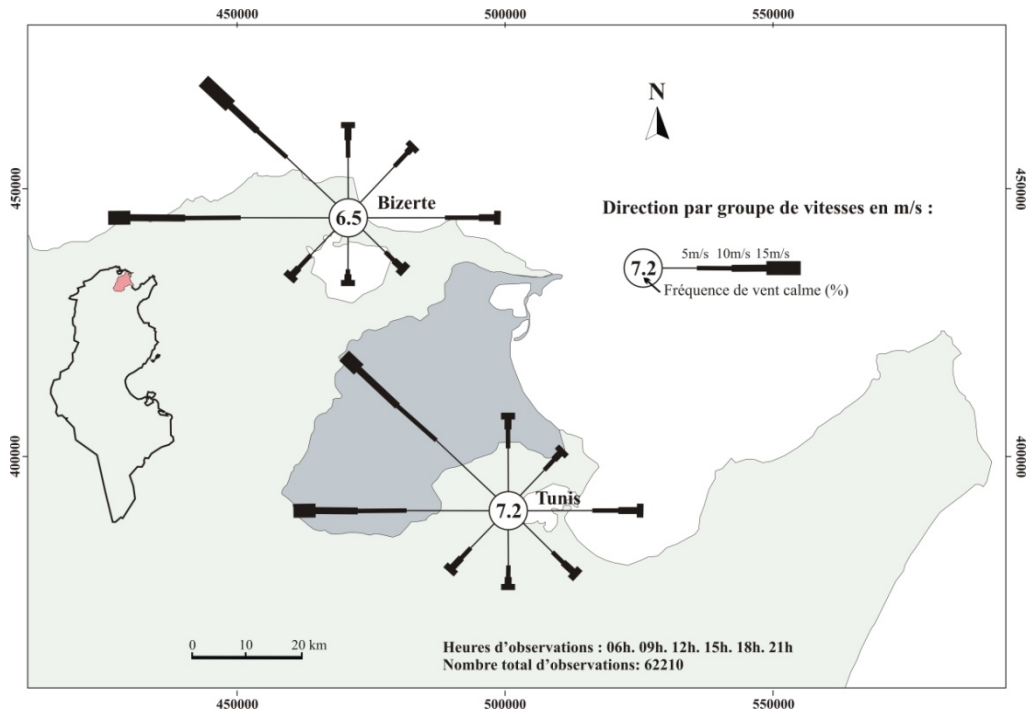 450000 500000 550000
N
450000
450000
Bizerte
6.5
Direction par groupe de vitesses en m/s :
5m/s 10m/s 15m/s
7.2
Fréquence de vent calme (%)
400000
400000
Tunis
7.2
0 10 20 km
Heures d'observations : 06h. 09h. 12h. 15h. 18h. 21h
Nombre total d'observations: 62210
450000 500000 550000